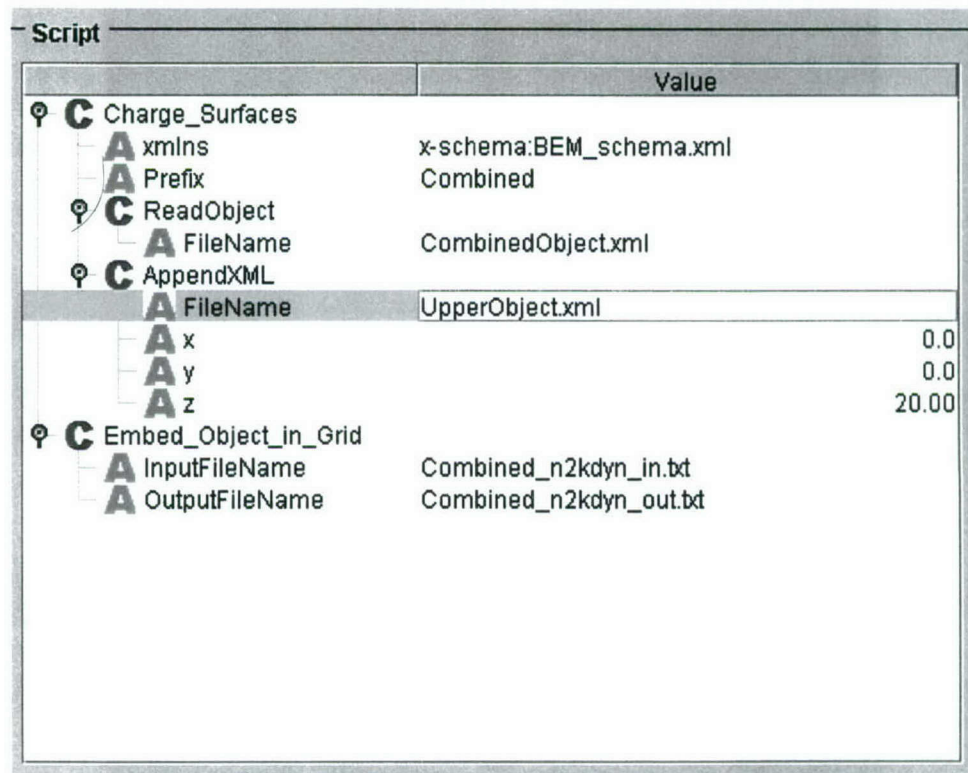 Script
Value
C Charge_Surfaces
A xmlns x-schema:BEM_schema.xml
A Prefix Combined
C ReadObject
A FileName CombinedObject.xml
C AppendXML
A FileName UpperObject.xml
A x 0.0
A y 0.0
A z 20.00
C Embed_Object_in_Grid
A InputFileName Combined_n2kdyn_in.txt
A OutputFileName Combined_n2kdyn_out.txt